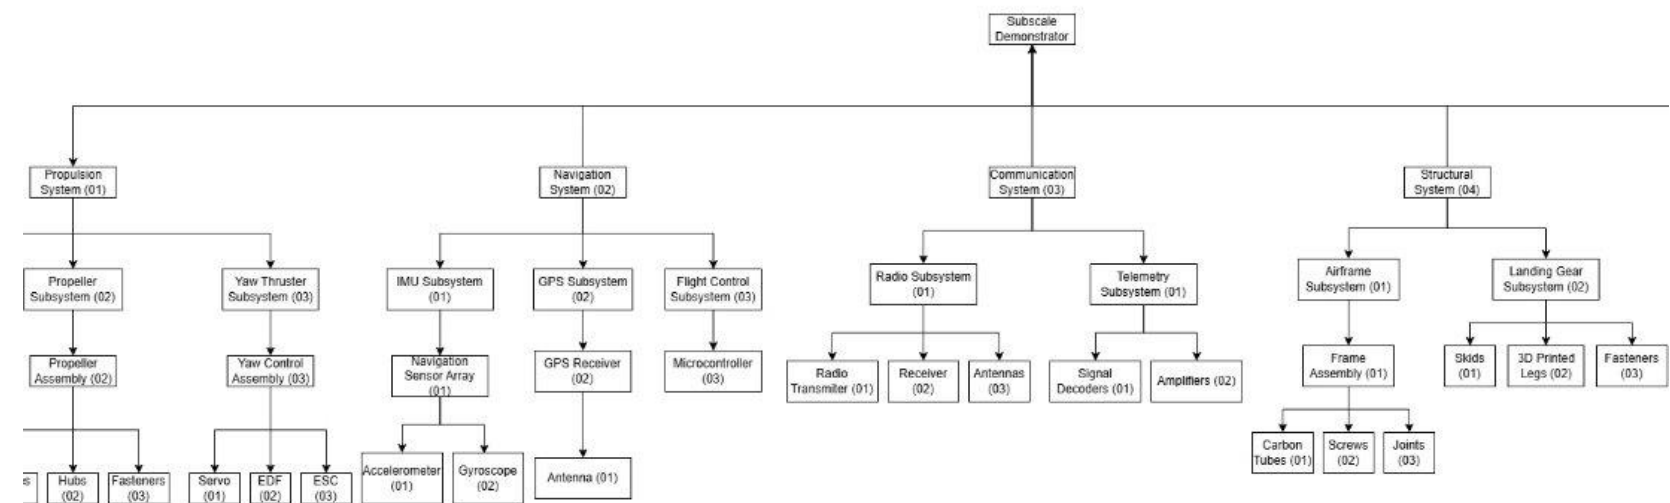 Subscale
Demonstrator
Propulsion
System (01)
Navigation
System (02)
Communication
System (03)
Structural
System (04)
Propeller
Subsystem (02)
Yaw Thruster
Subsystem (03)
IMU Subsystem
(01)
GPS Subsystem
(02)
Flight Control
Subsystem (03)
Radio Subsystem
(01)
Telemetry
Subsystem (01)
Airframe
Subsystem (01)
Landing Gear
Subsystem (02)
Propeller
Assembly (02)
Yaw Control
Assembly (03)
Navigation
Sensor Array
(01)
GPS Receiver
(02)
Microcontroller
(03)
Radio
Transmiter (01)
Receiver
(02)
Antennas
(03)
Signal
Decoders (01)
Amplifiers (02)
Frame
Assembly (01)
Skids
(01)
3D Printed
Legs (02)
Fasteners
(03)
s
Hubs
(02)
Fasteners
(03)
Servo
(01)
EDF
(02)
ESC
(03)
Accelerometer
(01)
Gyroscope
(02)
Antenna (01)
Carbon
Tubes (01)
Screws
(02)
Joints
(03)